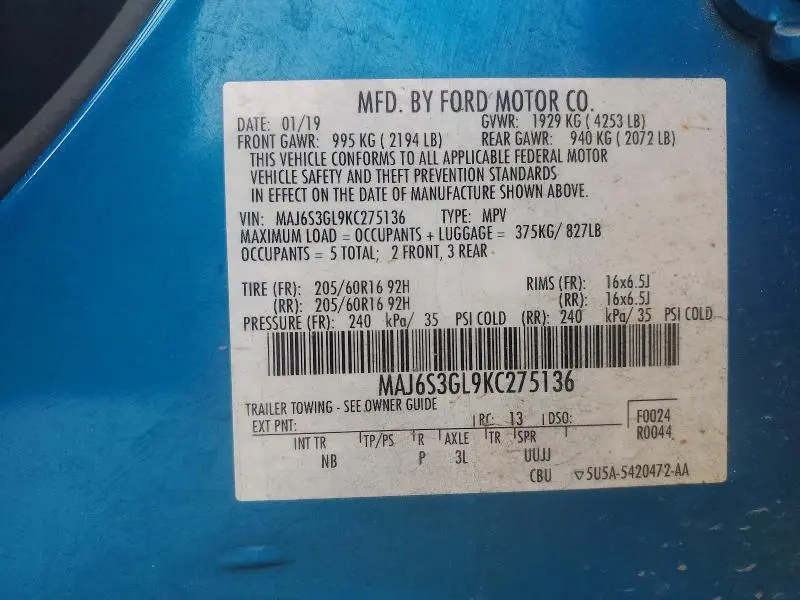 MFD. BY FORD MOTOR CO.
DATE: 01/19 GVWR: 1929 KG ( 4253 LB)
FRONT GAWR: 995 KG ( 2194 LB) REAR GAWR: 940 KG ( 2072 LB)
THIS VEHICLE CONFORMS TO ALL APPLICABLE FEDERAL MOTOR
VEHICLE SAFETY AND THEFT PREVENTION STANDARDS
IN EFFECT ON THE DATE OF MANUFACTURE SHOWN ABOVE.
VIN: MAJ6S3GL9KC275136 TYPE: MPV
MAXIMUM LOAD = OCCUPANTS + LUGGAGE = 375KG/ 827LB
OCCUPANTS = 5 TOTAL; 2 FRONT, 3 REAR
TIRE (FR): 205/60R16 92H RIMS (FR): 16x6.5J
(RR): 205/60R16 92H (RR): 16x6.5J
PRESSURE (FR): 240 kPa/ 35 PSI COLD (RR): 240 kPa/ 35 PSI COLD
MAJ6S3GL9KC275136
TRAILER TOWING - SEE OWNER GUIDE
EXT PNT: RC: 13 DSO: F0024
R0044
INT TR TP/PS R AXLE TR SPR
NB P 3L UUJJ
CBU ▽5U5A-5420472-AA